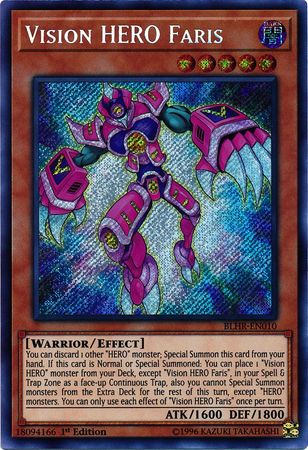 VISION HERO FARIS
DARK
闇
BLHR-EN010
[WARRIOR/EFFECT]
You can discard 1 other "HERO" monster; Special Summon this card from your
hand. If this card is Normal or Special Summoned: You can place 1 "Vision
HERO" monster from your Deck, except "Vision HERO Faris", in your Spell &
Trap Zone as a face-up Continuous Trap, also you cannot Special Summon
monsters from the Extra Deck for the rest of this turn, except "HERO"
monsters. You can only use each effect of "Vision HERO Faris" once per turn.
ATK/1600 DEF/1800
18094166 1st Edition ©1996 KAZUKI TAKAHASHI